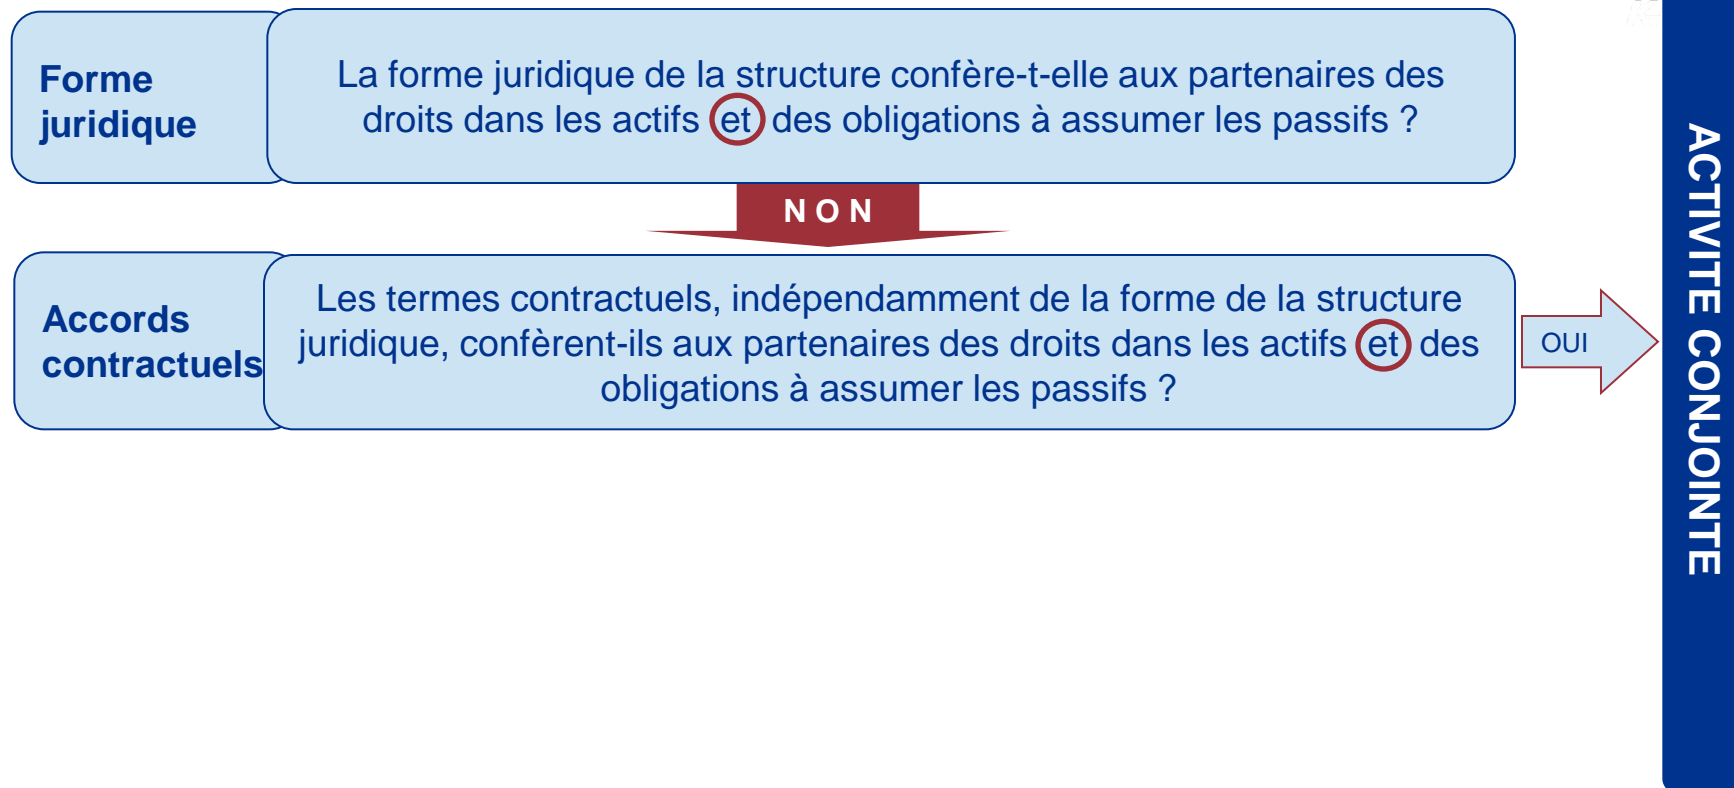 Forme
juridique
La forme juridique de la structure confère-t-elle aux partenaires des
droits dans les actifs et des obligations à assumer les passifs ?
NON
Accords
contractuels
Les termes contractuels, indépendamment de la forme de la structure
juridique, confèrent-ils aux partenaires des droits dans les actifs et des
obligations à assumer les passifs ?
OUI
ACTIVITE CONJOINTE